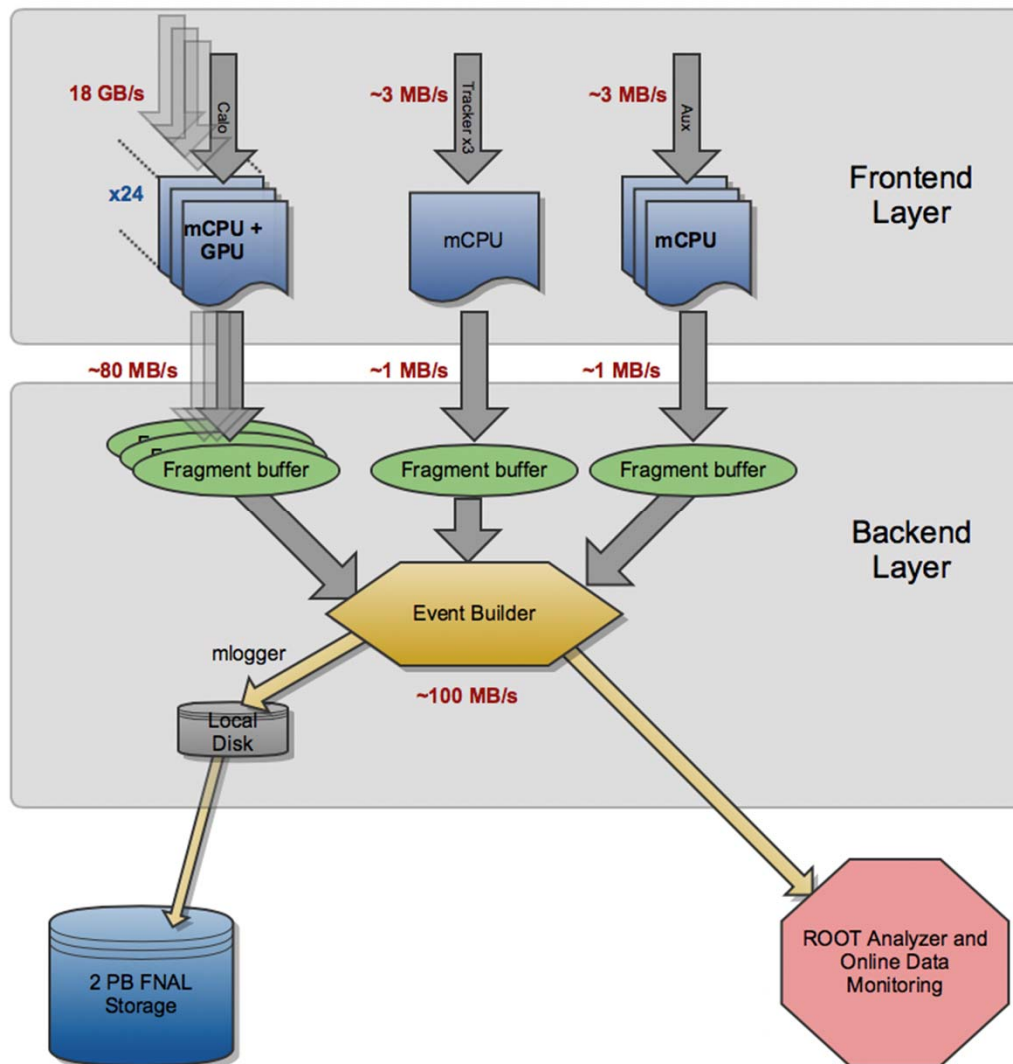 18 GB/s
Calo
~3 MB/s
Tracker x3
~3 MB/s
Aux
x24
mCPU +
GPU
mCPU
mCPU
Frontend
Layer
~80 MB/s
~1 MB/s
~1 MB/s
Fragment buffer
Fragment buffer
Fragment buffer
Backend
Layer
Event Builder
mlogger
~100 MB/s
Local
Disk
2 PB FNAL
Storage
ROOT Analyzer and
Online Data
Monitoring